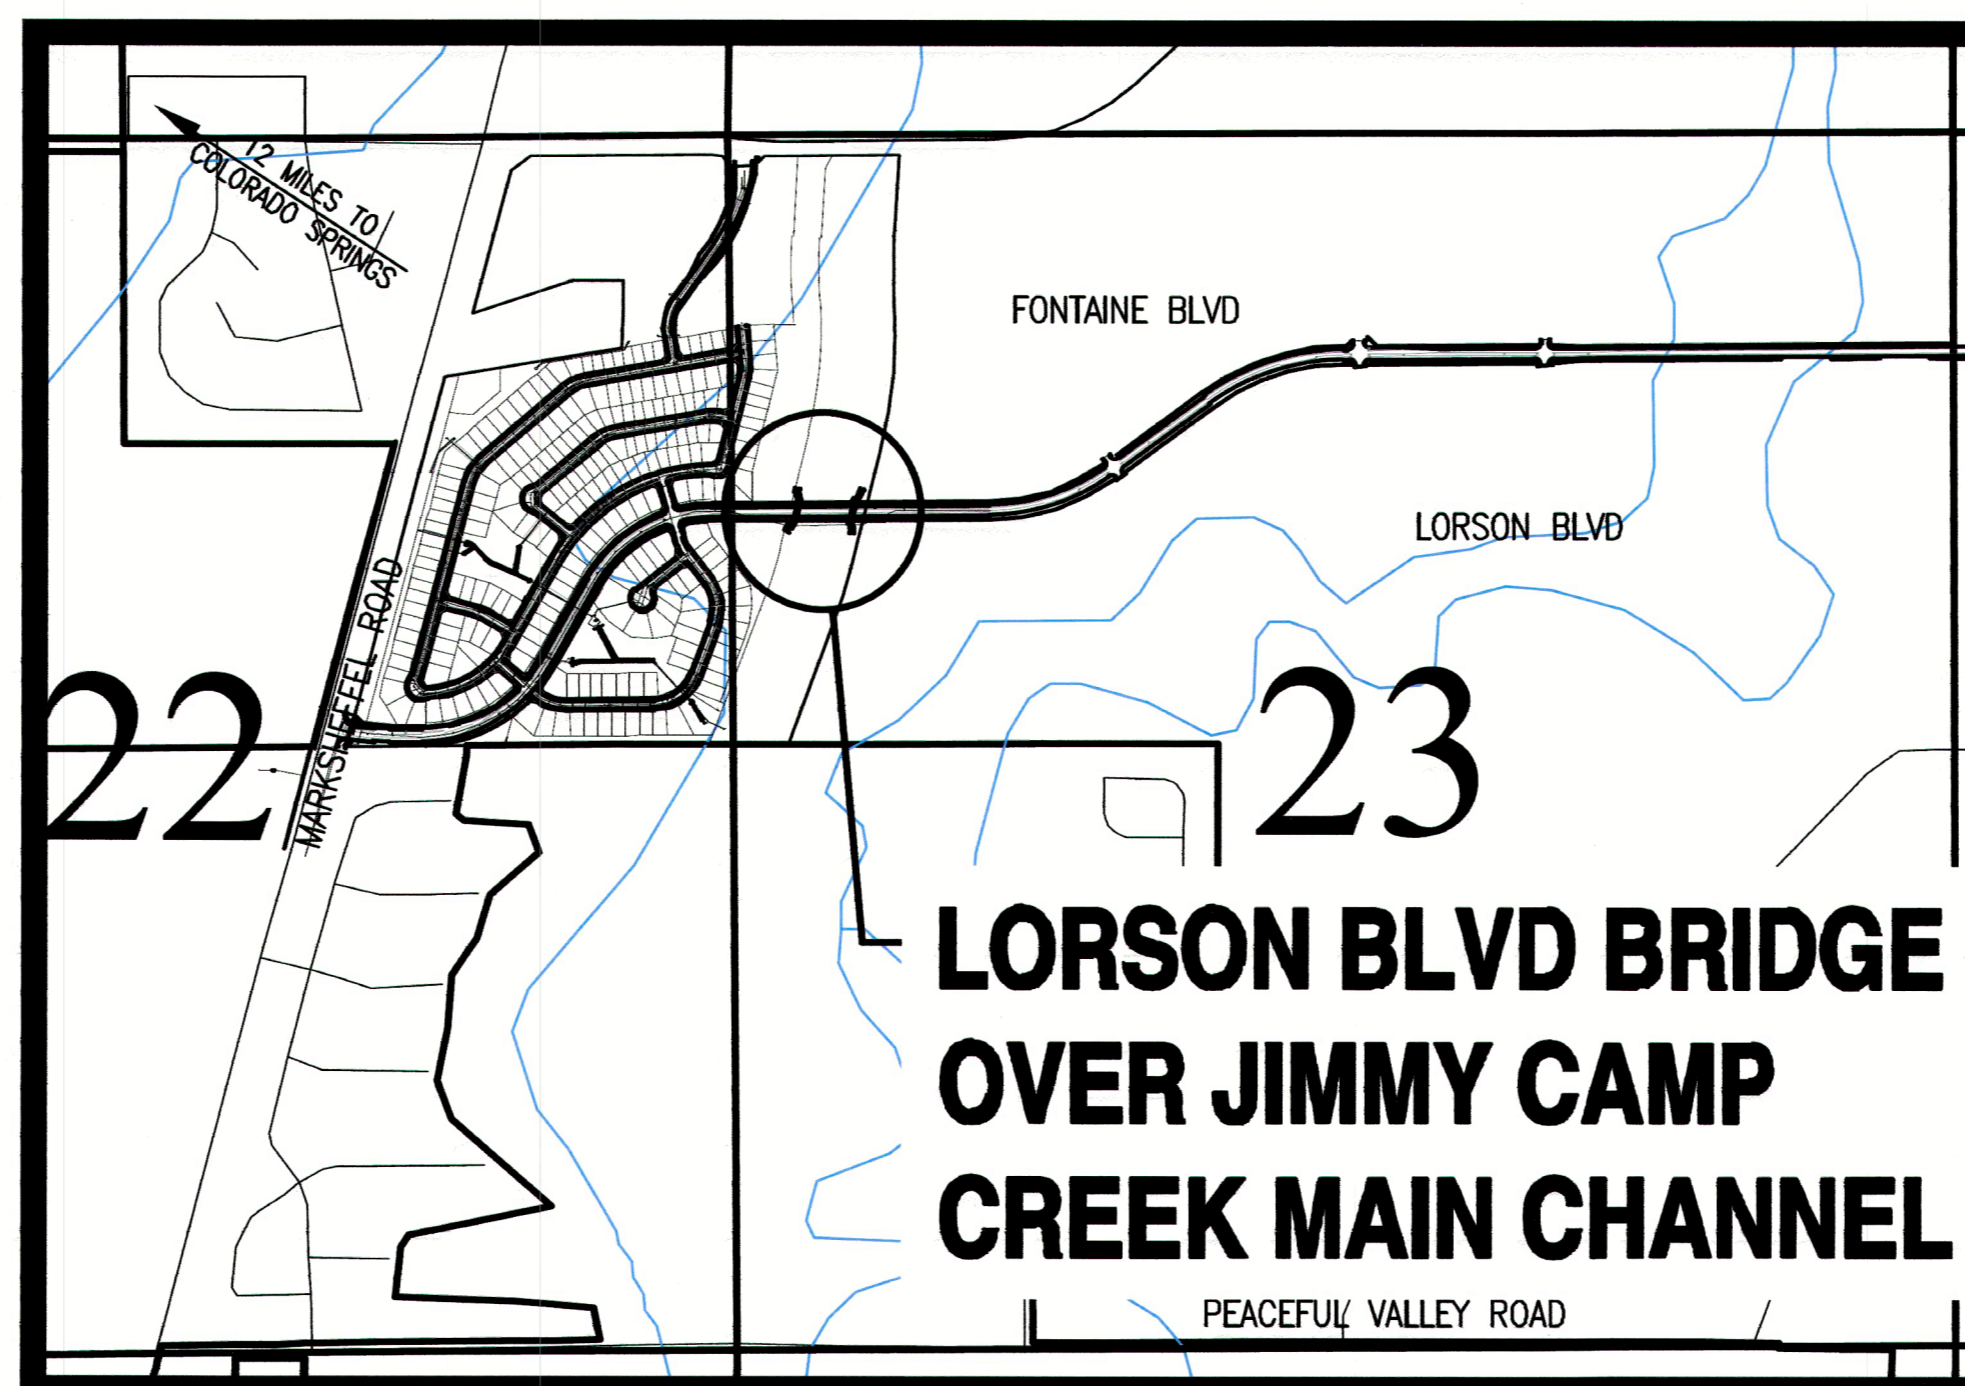 12 MILES TO
COLORADO SPRINGS
FONTAINE BLVD
LORSON BLVD
MARKSHEFFEL ROAD
22
23
LORSON BLVD BRIDGE
OVER JIMMY CAMP
CREEK MAIN CHANNEL
PEACEFUL VALLEY ROAD